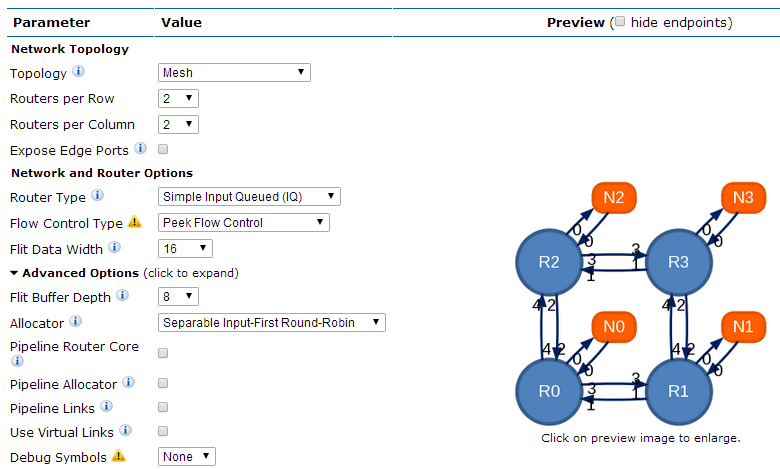 Parameter Value Preview ( hide endpoints)
Network Topology
Topology Mesh
Routers per Row 2
Routers per Column 2
Expose Edge Ports
Network and Router Options
Router Type Simple Input Queued (IQ)
Flow Control Type Peek Flow Control
Flit Data Width 16
Advanced Options (click to expand)
Flit Buffer Depth 8
Allocator Separable Input-First Round-Robin
Pipeline Router Core
Pipeline Allocator
Pipeline Links
Use Virtual Links
Debug Symbols None
N2 N3
0 0
0 0
R2 3 R3
3 1
1
4 2 4 2
N0 N1
4 2 0 4 2 0
0 0
R0 3 R1
3 1
1
Click on preview image to enlarge.